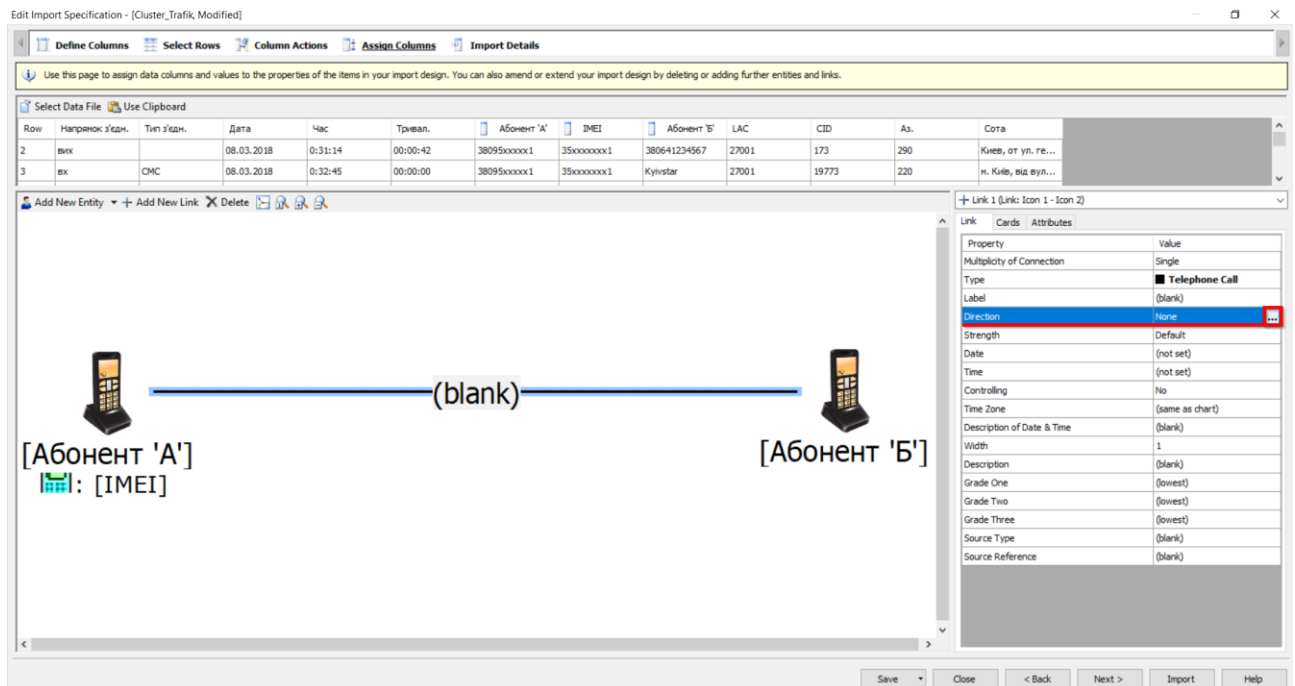 Edit Import Specification - [Cluster_Trafik, Modified]
Define Columns Select Rows Column Actions Assign Columns Import Details
Use this page to assign data columns and values to the properties of the items in your import design. You can also amend or extend your import design by deleting or adding further entities and links.
Select Data File Use Clipboard
Row Напрянок з'едн. Тип з'едн. Дата Час Тривал. Абонент 'А' IMEI Абонент 'Б' LAC CID Аз. Сота
2 вих 08.03.2018 0:31:14 00:00:42 38095xxxxx1 35xxxxxxx1 380641234567 27001 173 290 Киев, от ул. ге...
3 вх СМС 08.03.2018 0:32:45 00:00:00 38095xxxxx1 35xxxxxxx1 Kyivstar 27001 19773 220 м. Київ, від вул...
Add New Entity Add New Link Delete
Link 1 (Link: Icon 1 - Icon 2)
Link Cards Attributes
Property Value
Multiplicity of Connection Single
Type Telephone Call
Label (blank)
Direction None ...
Strength Default
Date (not set)
Time (not set)
Controlling No
Time Zone (same as chart)
Description of Date & Time (blank)
Width 1
Description (blank)
Grade One (lowest)
Grade Two (lowest)
Grade Three (lowest)
Source Type (blank)
Source Reference (blank)
(blank)
[Абонент 'А'] [Абонент 'Б']
: [IMEI]
Save Close < Back Next > Import Help